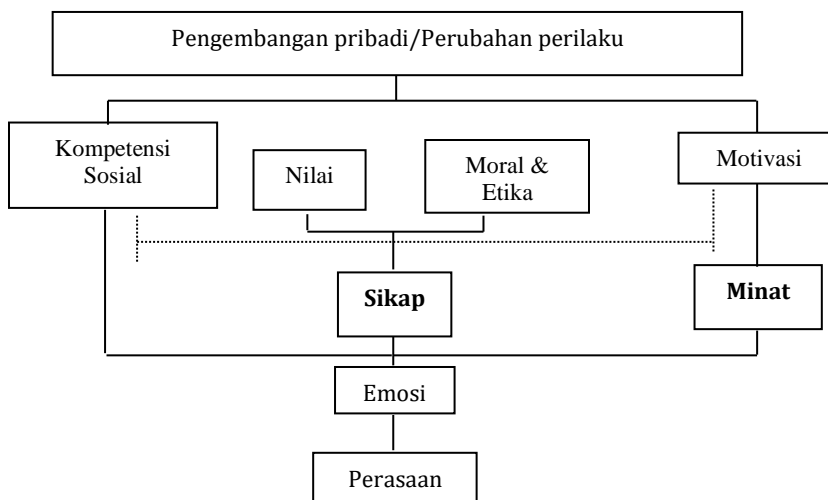 Pengembangan pribadi/Perubahan perilaku
Kompetensi
Sosial
Nilai
Moral &
Etika
Motivasi
Sikap
Minat
Emosi
Perasaan